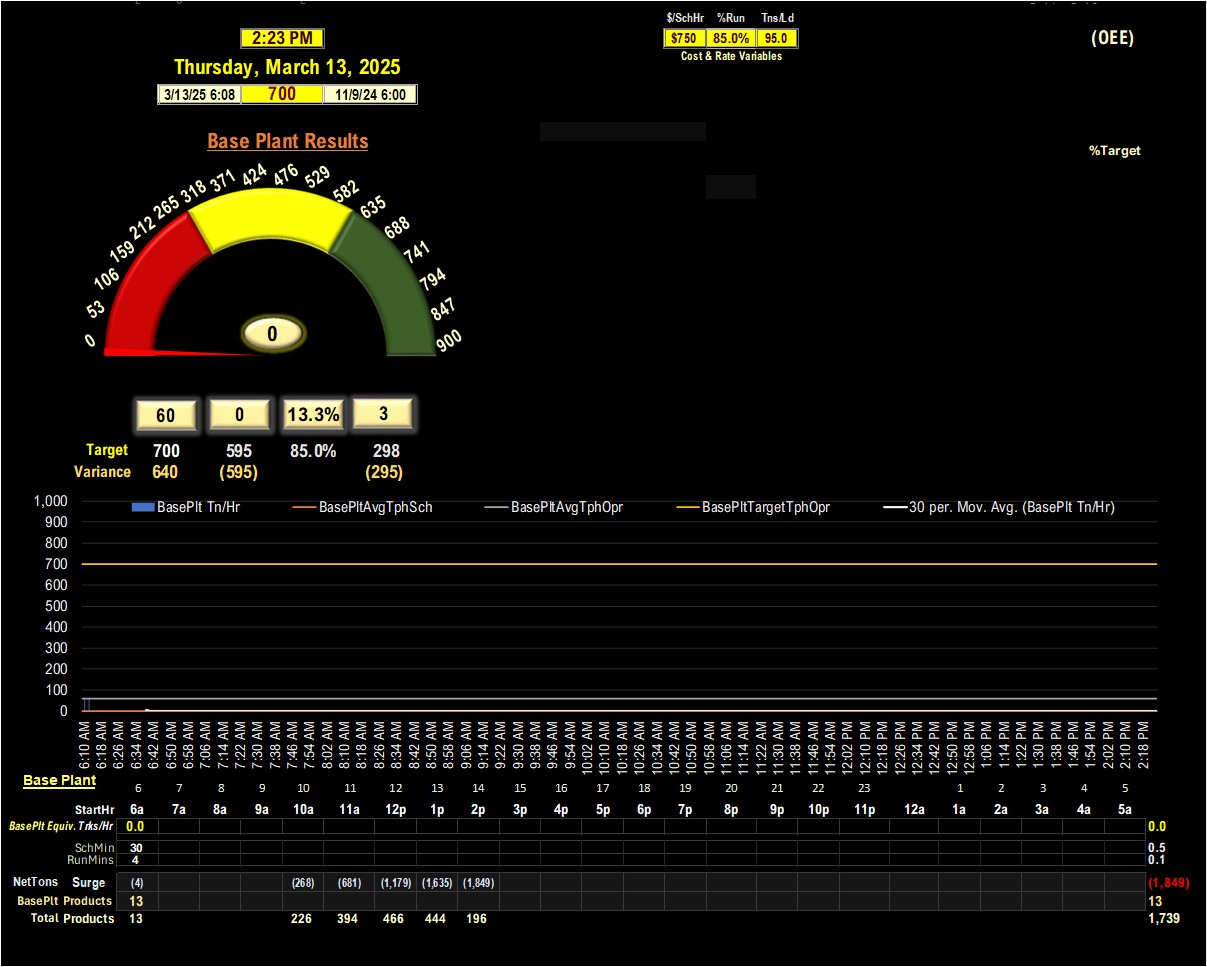 $/SchHr %Run Tns/Ld
2:23 PM $750 85.0% 95.0 (OEE)
Cost & Rate Variables
Thursday, March 13, 2025
3/13/25 6:08 700 11/9/24 6:00
Base Plant Results
%Target
0 53 106 159 212 265 318 371 424 476 529 582 635 688 741 794 847 900
0
60 0 13.3% 3
Target 700 595 85.0% 298
Variance 640 (595) (295)
BasePlt Tn/Hr BasePltAvgTphSch BasePltAvgTphOpr BasePltTargetTphOpr 30 per. Mov. Avg. (BasePlt Tn/Hr)
1,000
900
800
700
600
500
400
300
200
100
0
6:10 AM 6:18 AM 6:26 AM 6:34 AM 6:42 AM 6:50 AM 6:58 AM 7:06 AM 7:14 AM 7:22 AM 7:30 AM 7:38 AM 7:46 AM 7:54 AM 8:02 AM 8:10 AM 8:18 AM 8:26 AM 8:34 AM 8:42 AM 8:50 AM 8:58 AM 9:06 AM 9:14 AM 9:22 AM 9:30 AM 9:38 AM 9:46 AM 9:54 AM 10:02 AM 10:10 AM 10:18 AM 10:26 AM 10:34 AM 10:42 AM 10:50 AM 10:58 AM 11:06 AM 11:14 AM 11:22 AM 11:30 AM 11:38 AM 11:46 AM 11:54 AM 12:02 PM 12:10 PM 12:18 PM 12:26 PM 12:34 PM 12:42 PM 12:50 PM 12:58 PM 1:06 PM 1:14 PM 1:22 PM 1:30 PM 1:38 PM 1:46 PM 1:54 PM 2:02 PM 2:10 PM 2:18 PM
Base Plant
6 7 8 9 10 11 12 13 14 15 16 17 18 19 20 21 22 23 1 2 3 4 5
StartHr 6a 7a 8a 9a 10a 11a 12p 1p 2p 3p 4p 5p 6p 7p 8p 9p 10p 11p 12a 1a 2a 3a 4a 5a
BasePlt Equiv. Trks/Hr 0.0 0.0
SchMin 30 0.5
RunMins 4 0.1
NetTons Surge (4) (268) (681) (1,179) (1,635) (1,849) (1,849)
BasePlt Products 13 13
Total Products 13 226 394 466 444 196 1,739